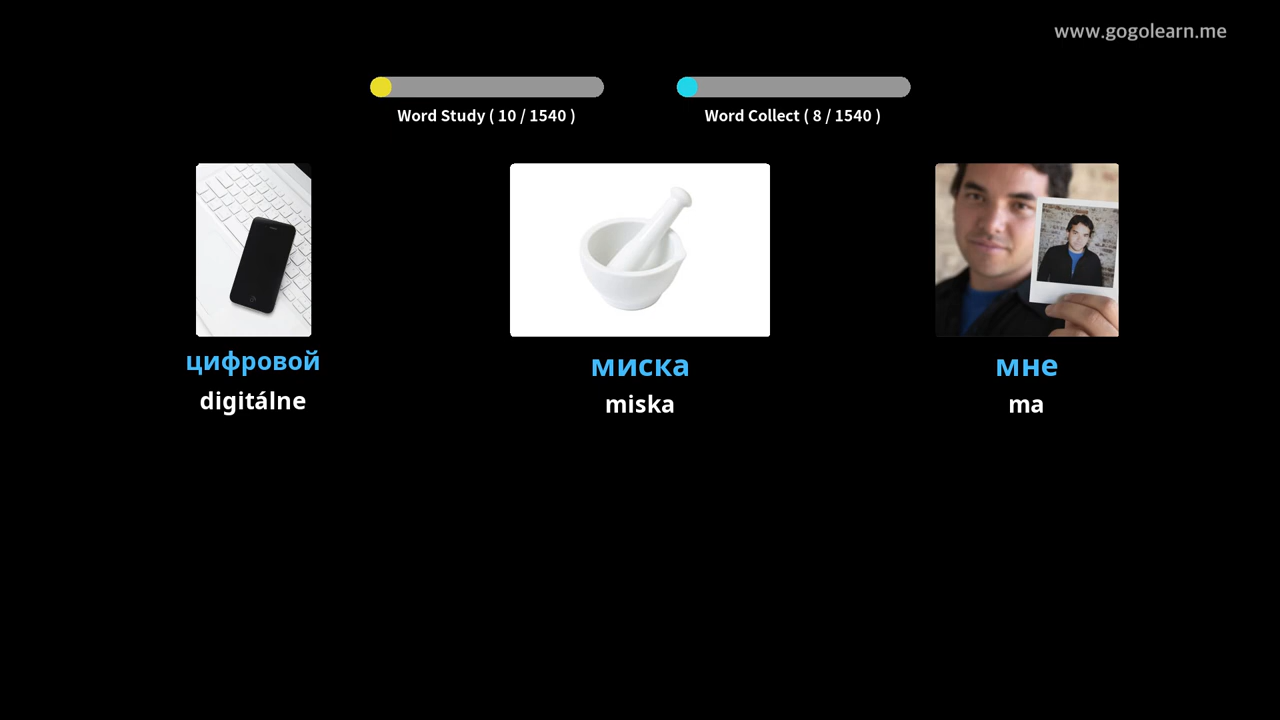 www.gogolearn.me
Word Study ( 10 / 1540 )
Word Collect ( 8 / 1540 )
цифровой
digitálne
миска
miska
мне
ma